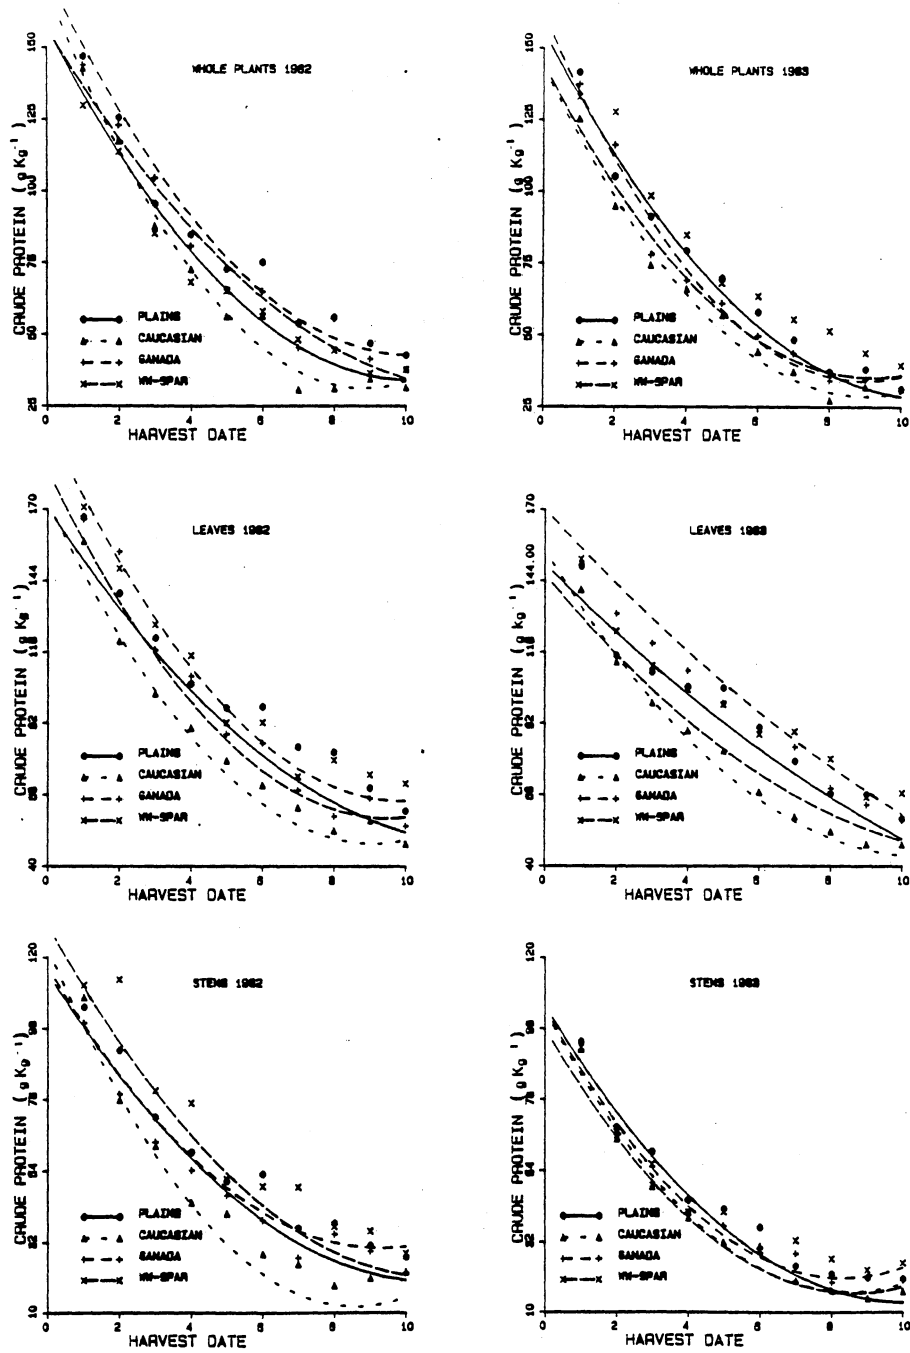 WHOLE PLANTS 1982
CRUDE PROTEIN (g Kg⁻¹)
150
125
100
75
50
25
PLAINS
CAUCASIAN
GANADA
WW-SPAR
0 2 4 6 8 10
HARVEST DATE
WHOLE PLANTS 1983
CRUDE PROTEIN (g Kg⁻¹)
150
125
100
75
50
25
PLAINS
CAUCASIAN
GANADA
WW-SPAR
0 2 4 6 8 10
HARVEST DATE
LEAVES 1982
CRUDE PROTEIN (g Kg⁻¹)
170
144
118
92
66
40
PLAINS
CAUCASIAN
GANADA
WW-SPAR
0 2 4 6 8 10
HARVEST DATE
LEAVES 1983
CRUDE PROTEIN (g Kg⁻¹)
170
144.00
118
92
66
40
PLAINS
CAUCASIAN
GANADA
WW-SPAR
0 2 4 6 8 10
HARVEST DATE
STEMS 1982
CRUDE PROTEIN (g Kg⁻¹)
120
98
76
54
32
10
PLAINS
CAUCASIAN
GANADA
WW-SPAR
0 2 4 6 8 10
HARVEST DATE
STEMS 1983
CRUDE PROTEIN (g Kg⁻¹)
120
98
76
54
32
10
PLAINS
CAUCASIAN
GANADA
WW-SPAR
0 2 4 6 8 10
HARVEST DATE